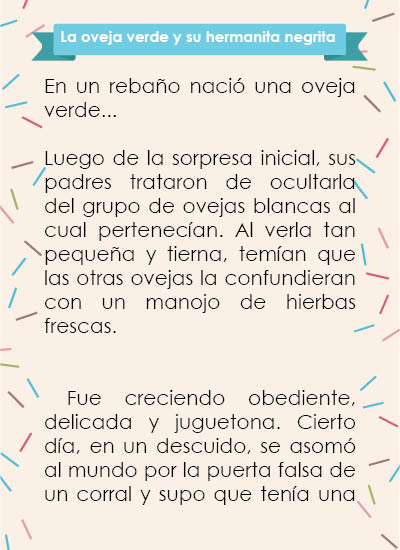 La oveja verde y su hermanita negrita
En un rebaño nació una oveja
verde...
Luego de la sorpresa inicial, sus
padres trataron de ocultarla
del grupo de ovejas blancas al
cual pertenecían. Al verla tan
pequeña y tierna, temían que
las otras ovejas la confundieran
con un manojo de hierbas
frescas.
Fue creciendo obediente,
delicada y juguetona. Cierto
día, en un descuido, se asomó
al mundo por la puerta falsa de
un corral y supo que tenía una